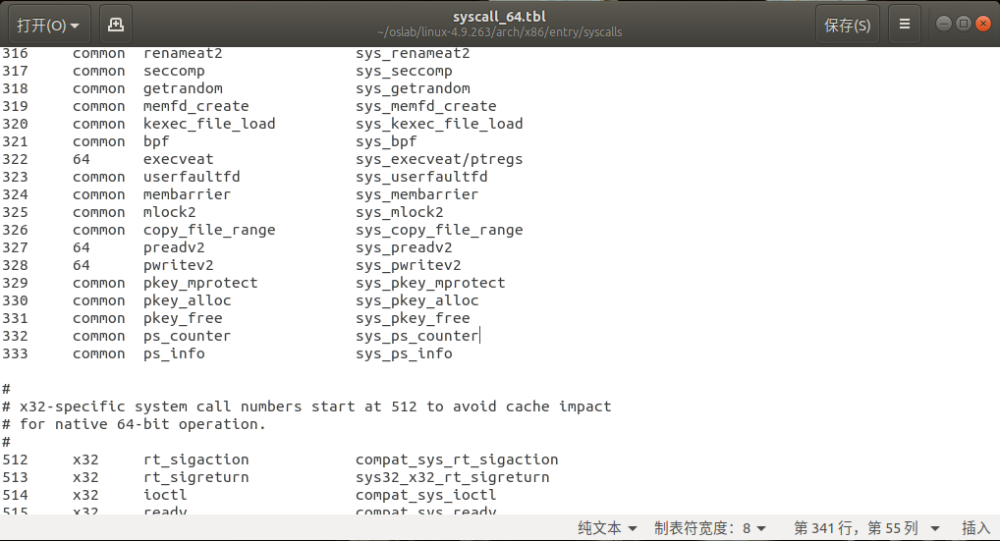 打开(O)
syscall_64.tbl
~/oslab/linux-4.9.263/arch/x86/entry/syscalls
保存(S)
316 common renameat2 sys_renameat2
317 common seccomp sys_seccomp
318 common getrandom sys_getrandom
319 common memfd_create sys_memfd_create
320 common kexec_file_load sys_kexec_file_load
321 common bpf sys_bpf
322 64 execveat sys_execveat/ptregs
323 common userfaultfd sys_userfaultfd
324 common membarrier sys_membarrier
325 common mlock2 sys_mlock2
326 common copy_file_range sys_copy_file_range
327 64 preadv2 sys_preadv2
328 64 pwritev2 sys_pwritev2
329 common pkey_mprotect sys_pkey_mprotect
330 common pkey_alloc sys_pkey_alloc
331 common pkey_free sys_pkey_free
332 common ps_counter sys_ps_counter
333 common ps_info sys_ps_info
#
# x32-specific system call numbers start at 512 to avoid cache impact
# for native 64-bit operation.
#
512 x32 rt_sigaction compat_sys_rt_sigaction
513 x32 rt_sigreturn sys32_x32_rt_sigreturn
514 x32 ioctl compat_sys_ioctl
515 x32 readv compat_sys_readv
纯文本 制表符宽度：8 第 341 行，第 55 列 插入